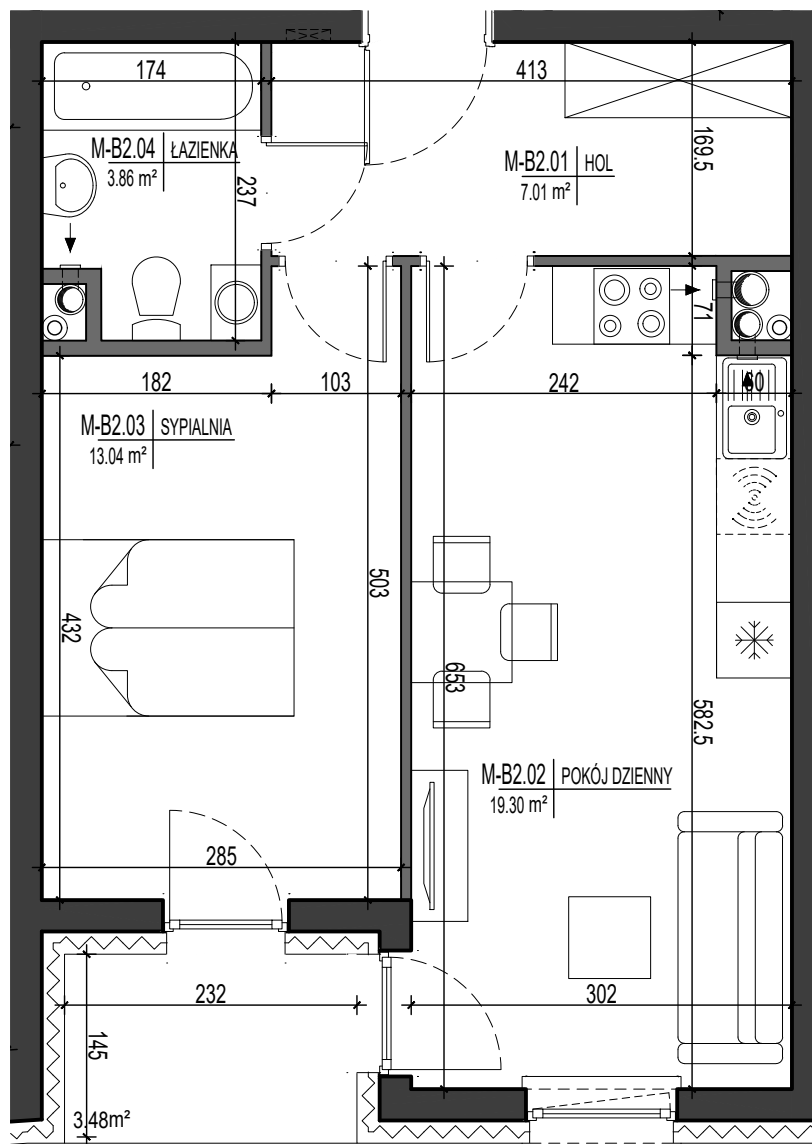 174
413
M-B2.04 ŁAZIENKA
3.86 m²
237
M-B2.01 HOL
7.01 m²
169.5
71
182
103
242
60
M-B2.03 SYPIALNIA
13.04 m²
503
432
653
582.5
M-B2.02 POKÓJ DZIENNY
19.30 m²
285
232
302
145
3.48m²